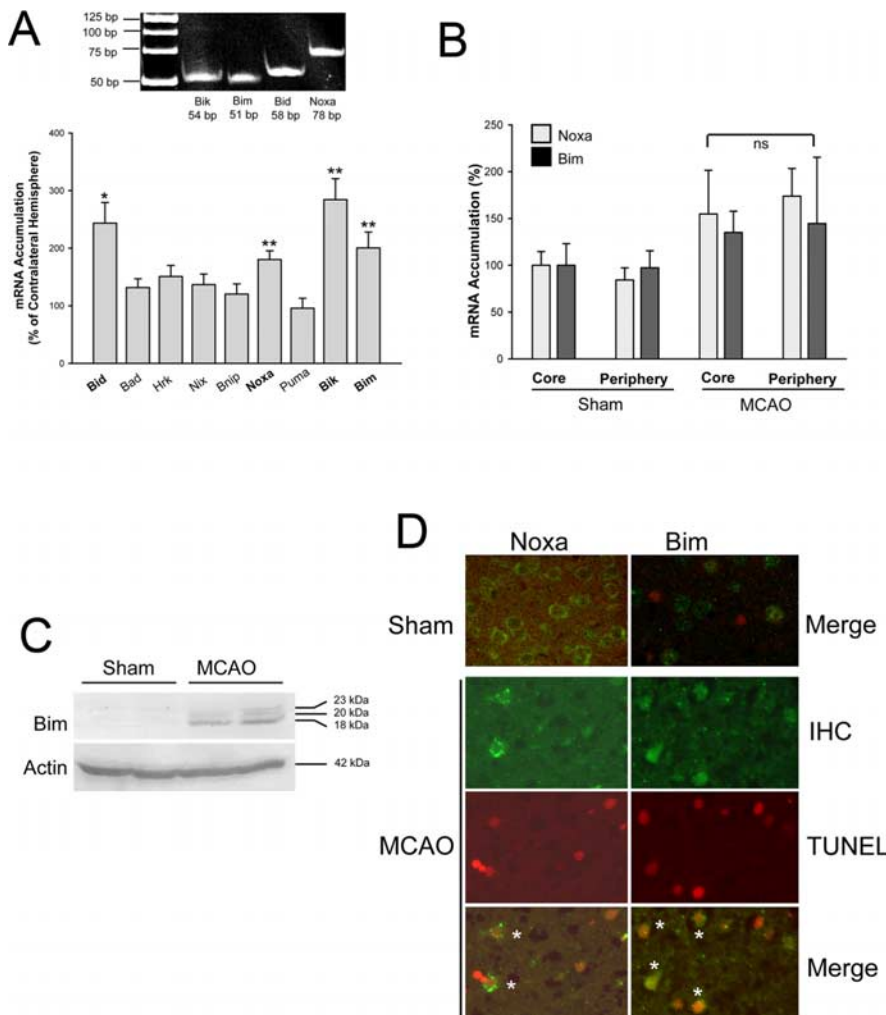 A
125 bp
100 bp
75 bp
50 bp
Bik Bim Bid Noxa
54 bp 51 bp 58 bp 78 bp
mRNA Accumulation
(% of Contralateral Hemisphere)
400
300
200
100
0
* ** ** **
Bid Bad Hrk Nix Bnip Noxa Puma Bik Bim
B
mRNA Accumulation (%)
250
200
150
100
50
0
Noxa
Bim
ns
Core Periphery Core Periphery
Sham MCAO
C
Sham MCAO
Bim
23 kDa
20 kDa
18 kDa
Actin
42 kDa
D
Noxa Bim
Sham
Merge
IHC
MCAO
TUNEL
Merge
* * * * * *